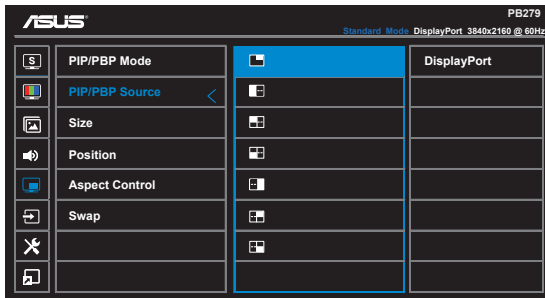 ASUS
PB279
Standard Mode DisplayPort 3840x2160 @ 60Hz
S
PIP/PBP Mode
DisplayPort
PIP/PBP Source
Size
Position
Aspect Control
Swap